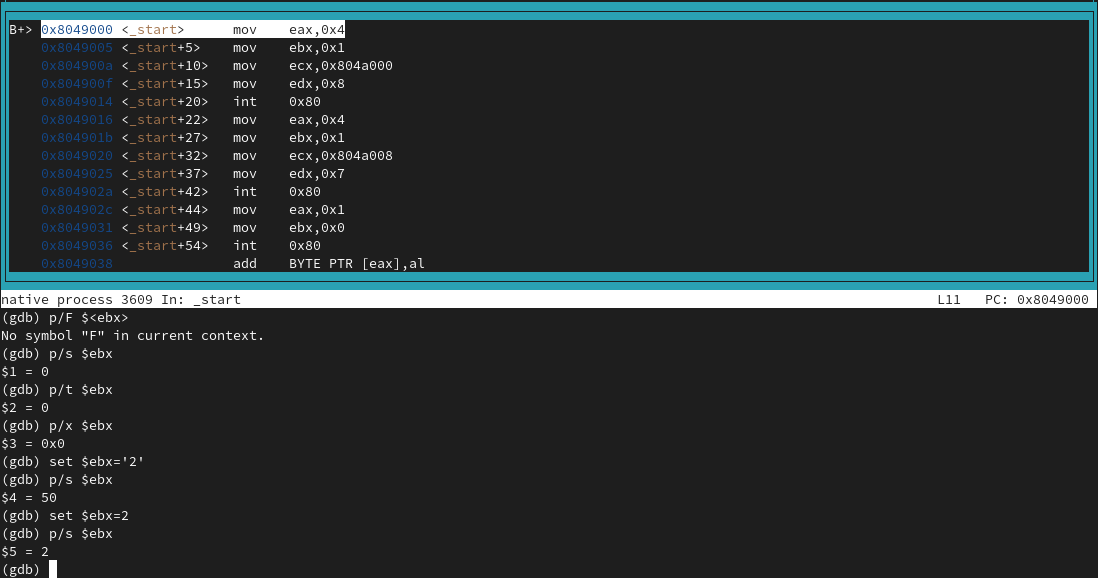 B+> 0x8049000 <_start> mov eax,0x4
0x8049005 <_start+5> mov ebx,0x1
0x804900a <_start+10> mov ecx,0x804a000
0x804900f <_start+15> mov edx,0x8
0x8049014 <_start+20> int 0x80
0x8049016 <_start+22> mov eax,0x4
0x804901b <_start+27> mov ebx,0x1
0x8049020 <_start+32> mov ecx,0x804a008
0x8049025 <_start+37> mov edx,0x7
0x804902a <_start+42> int 0x80
0x804902c <_start+44> mov eax,0x1
0x8049031 <_start+49> mov ebx,0x0
0x8049036 <_start+54> int 0x80
0x8049038 add BYTE PTR [eax],al
native process 3609 In: _start L11 PC: 0x8049000
(gdb) p/F $<ebx>
No symbol "F" in current context.
(gdb) p/s $ebx
$1 = 0
(gdb) p/t $ebx
$2 = 0
(gdb) p/x $ebx
$3 = 0x0
(gdb) set $ebx='2'
(gdb) p/s $ebx
$4 = 50
(gdb) set $ebx=2
(gdb) p/s $ebx
$5 = 2
(gdb)